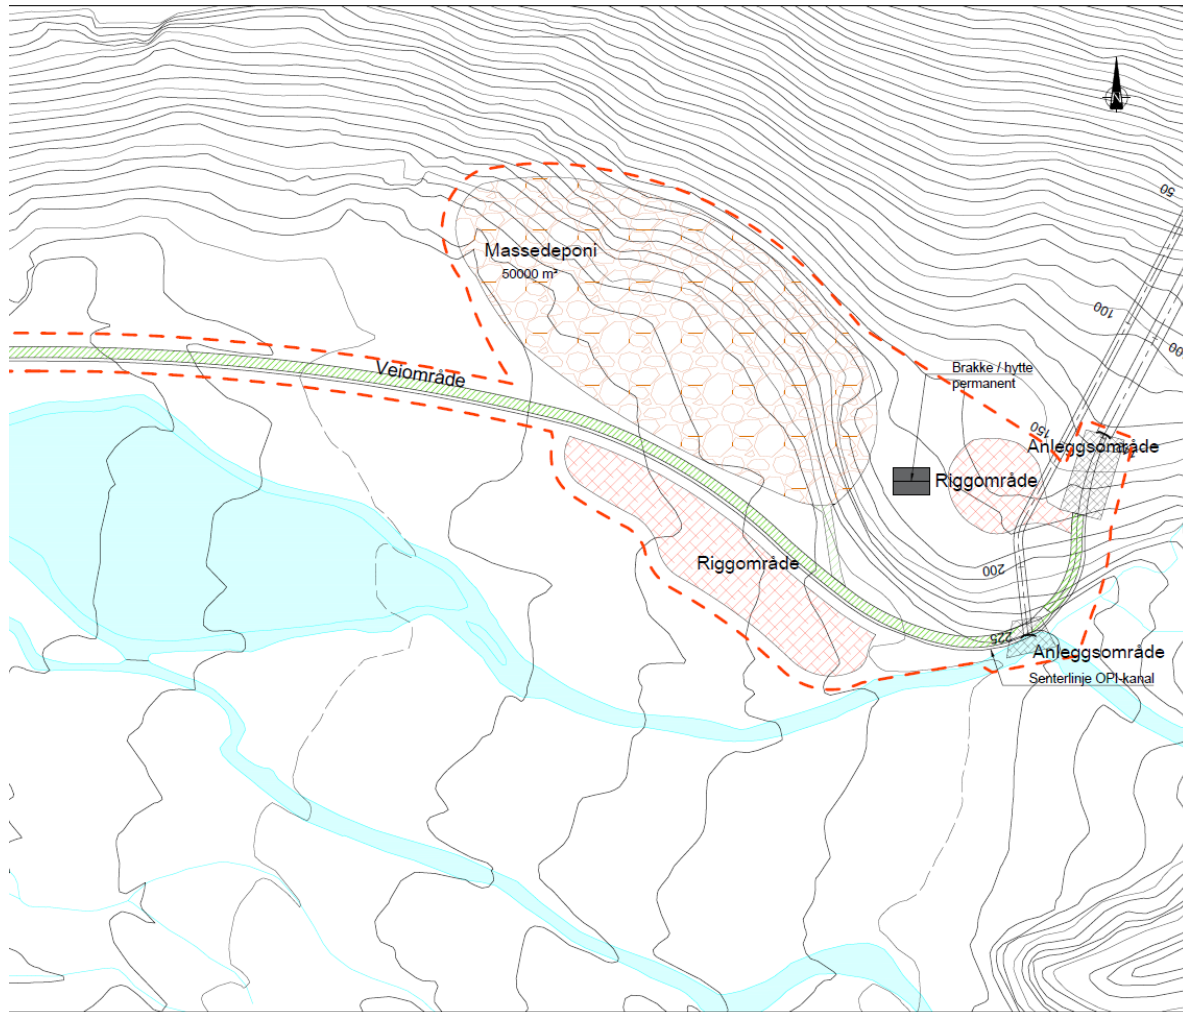 N
50
Massedeponi
50000 m²
100
Brakke / hytte
permanent
Veiområde
150
Anleggsområde
Riggområde
Riggområde
200
225
Anleggsområde
Senterlinje OPI-kanal